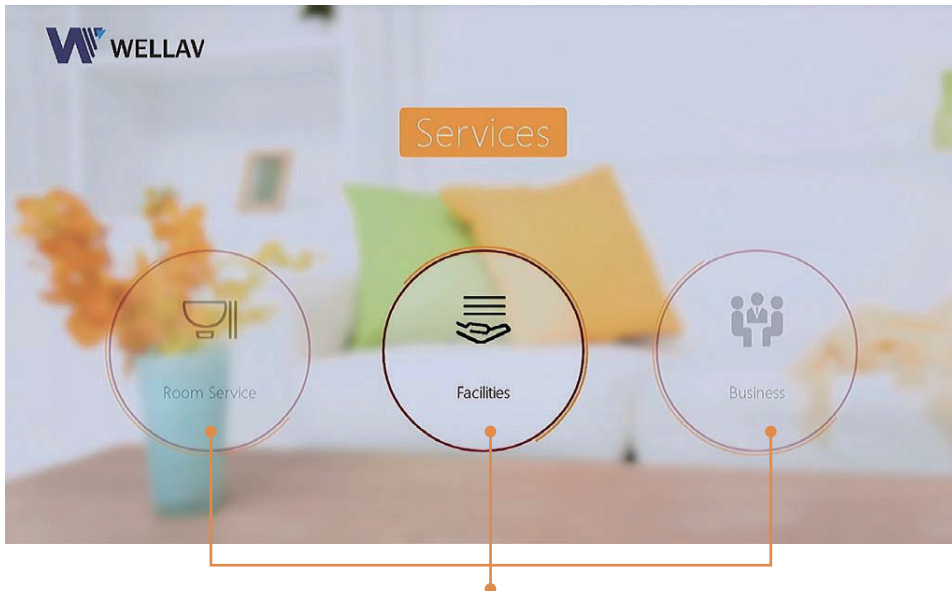 WELLAV
Services
Room Service
Facilities
Business